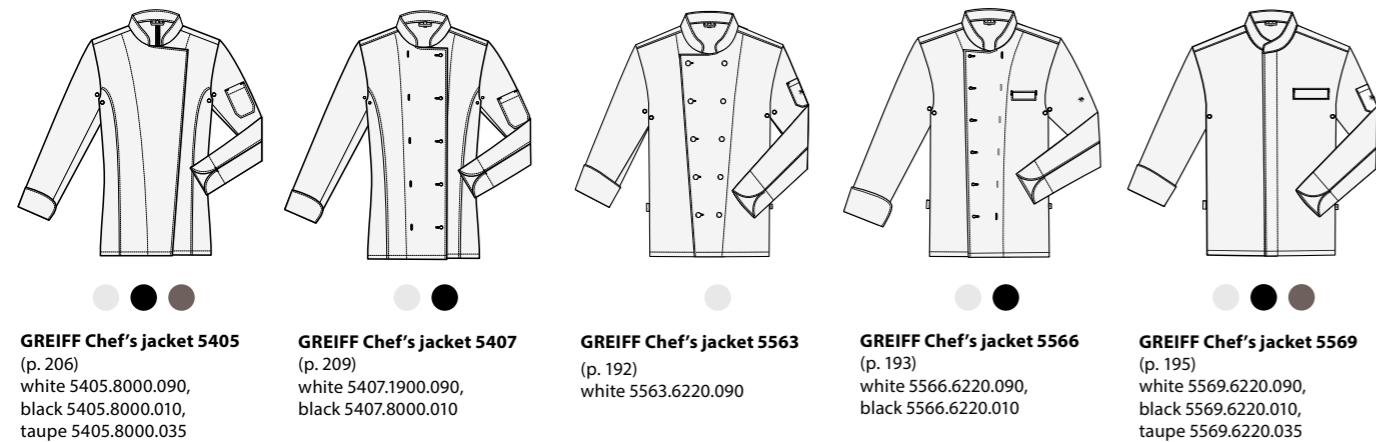 GREIFF Chef’s jacket 5405
(p. 206)
white 5405.8000.090,
black 5405.8000.010,
taupe 5405.8000.035
GREIFF Chef’s jacket 5407
(p. 209)
white 5407.1900.090,
black 5407.8000.010
GREIFF Chef’s jacket 5563
(p. 192)
white 5563.6220.090
GREIFF Chef’s jacket 5566
(p. 193)
white 5566.6220.090,
black 5566.6220.010
GREIFF Chef’s jacket 5569
(p. 195)
white 5569.6220.090,
black 5569.6220.010,
taupe 5569.6220.035